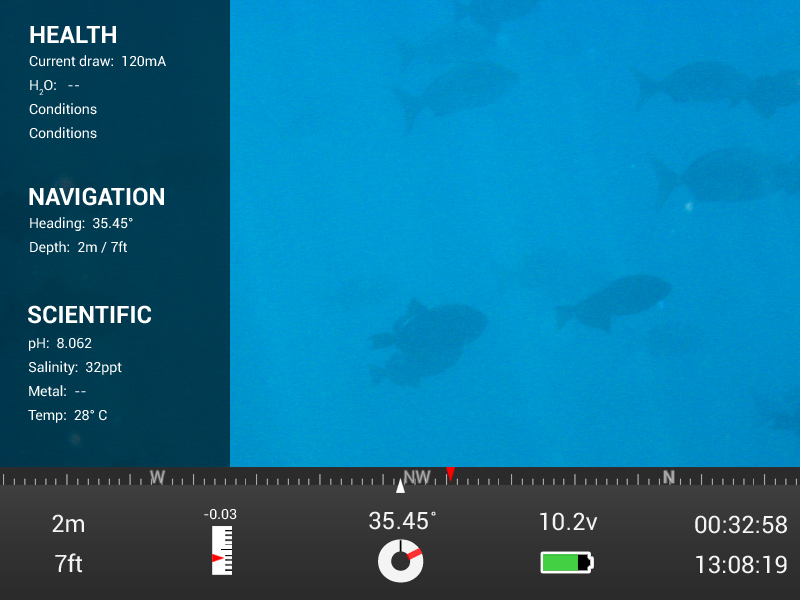 HEALTH
Current draw: 120mA
H₂O: --
Conditions
Conditions
NAVIGATION
Heading: 35.45°
Depth: 2m / 7ft
SCIENTIFIC
pH: 8.062
Salinity: 32ppt
Metal: --
Temp: 28° C
W NW N
2m
7ft
-0.03
35.45°
10.2v
00:32:58
13:08:19